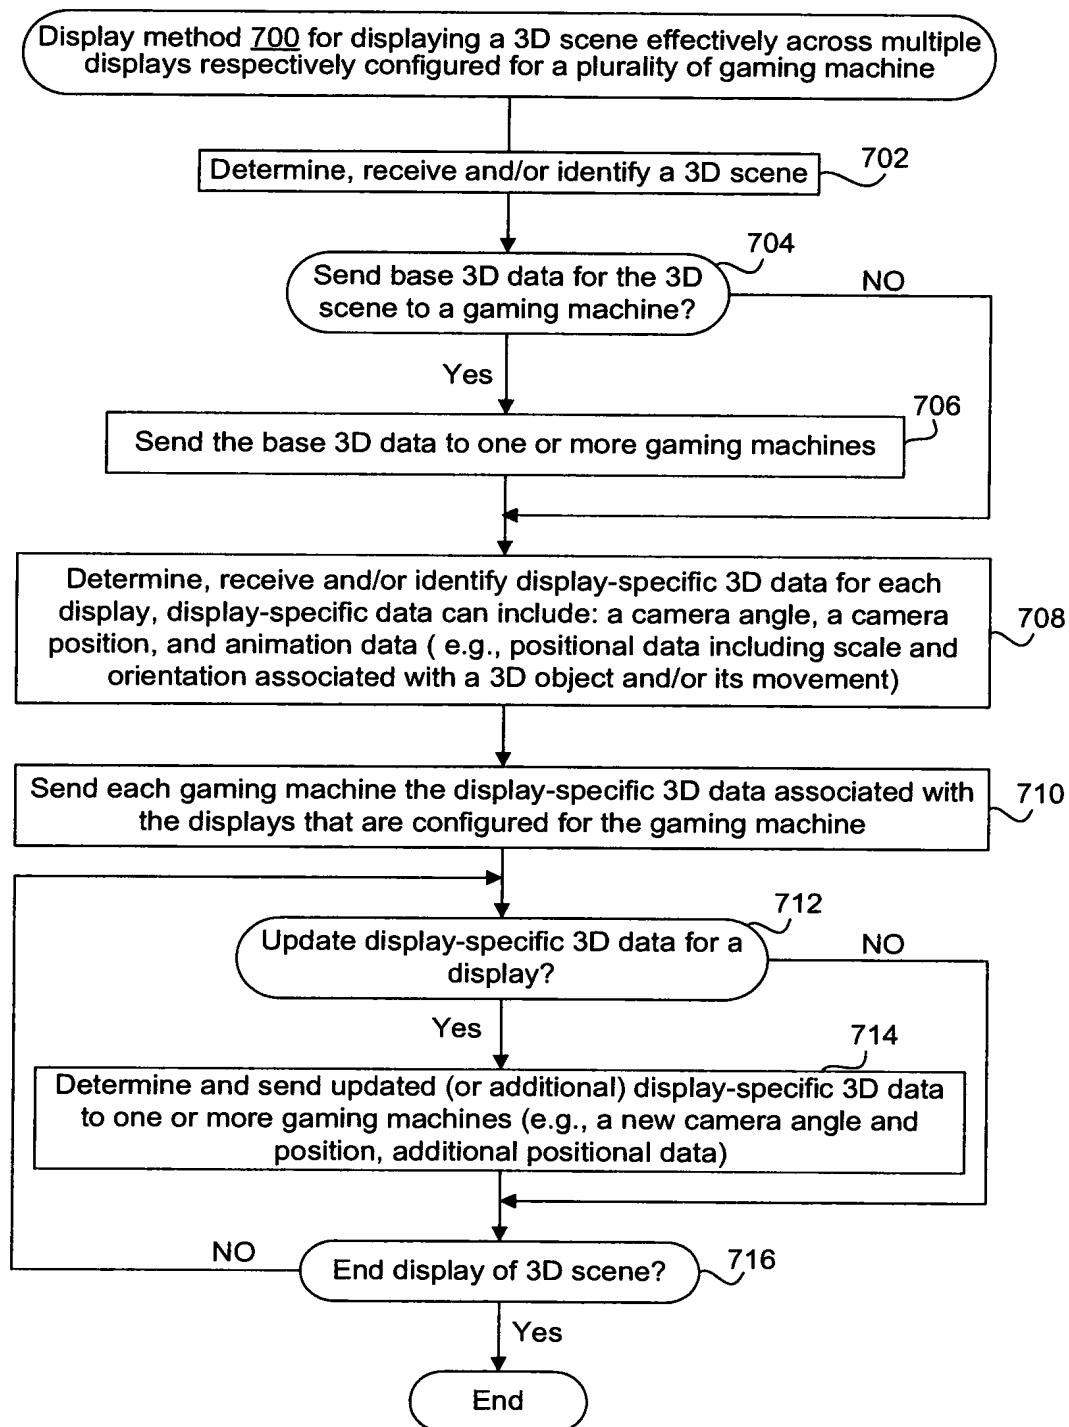 Display method 700 for displaying a 3D scene effectively across multiple
displays respectively configured for a plurality of gaming machine
702
Determine, receive and/or identify a 3D scene
704
Send base 3D data for the 3D
scene to a gaming machine?
NO
Yes
706
Send the base 3D data to one or more gaming machines
Determine, receive and/or identify display-specific 3D data for each
display, display-specific data can include: a camera angle, a camera
position, and animation data ( e.g., positional data including scale and
orientation associated with a 3D object and/or its movement)
708
Send each gaming machine the display-specific 3D data associated with
the displays that are configured for the gaming machine
710
712
Update display-specific 3D data for a
display?
NO
Yes
714
Determine and send updated (or additional) display-specific 3D data
to one or more gaming machines (e.g., a new camera angle and
position, additional positional data)
NO
End display of 3D scene?
716
Yes
End